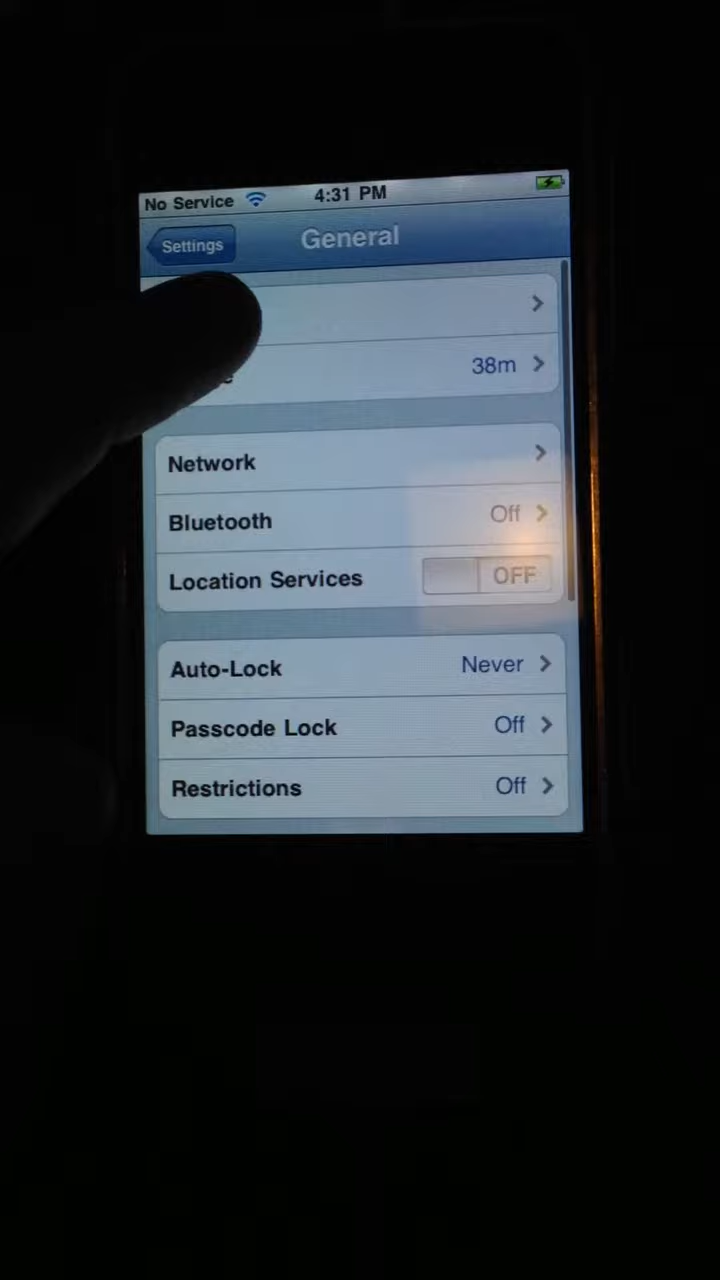 No Service 4:31 PM
Settings General
38m
Network
Bluetooth Off
Location Services OFF
Auto-Lock Never
Passcode Lock Off
Restrictions Off